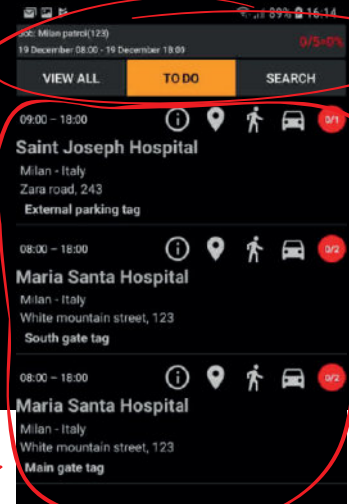 89% 16:14
Job: Milan patrol(123)
19 December 08:00 - 19 December 18:00
0/5=0%
VIEW ALL
TO DO
SEARCH
09:00 – 18:00
0/1
Saint Joseph Hospital
Milan - Italy
Zara road, 243
External parking tag
08:00 – 18:00
0/2
Maria Santa Hospital
Milan - Italy
White mountain street, 123
South gate tag
08:00 – 18:00
0/2
Maria Santa Hospital
Milan - Italy
White mountain street, 123
Main gate tag